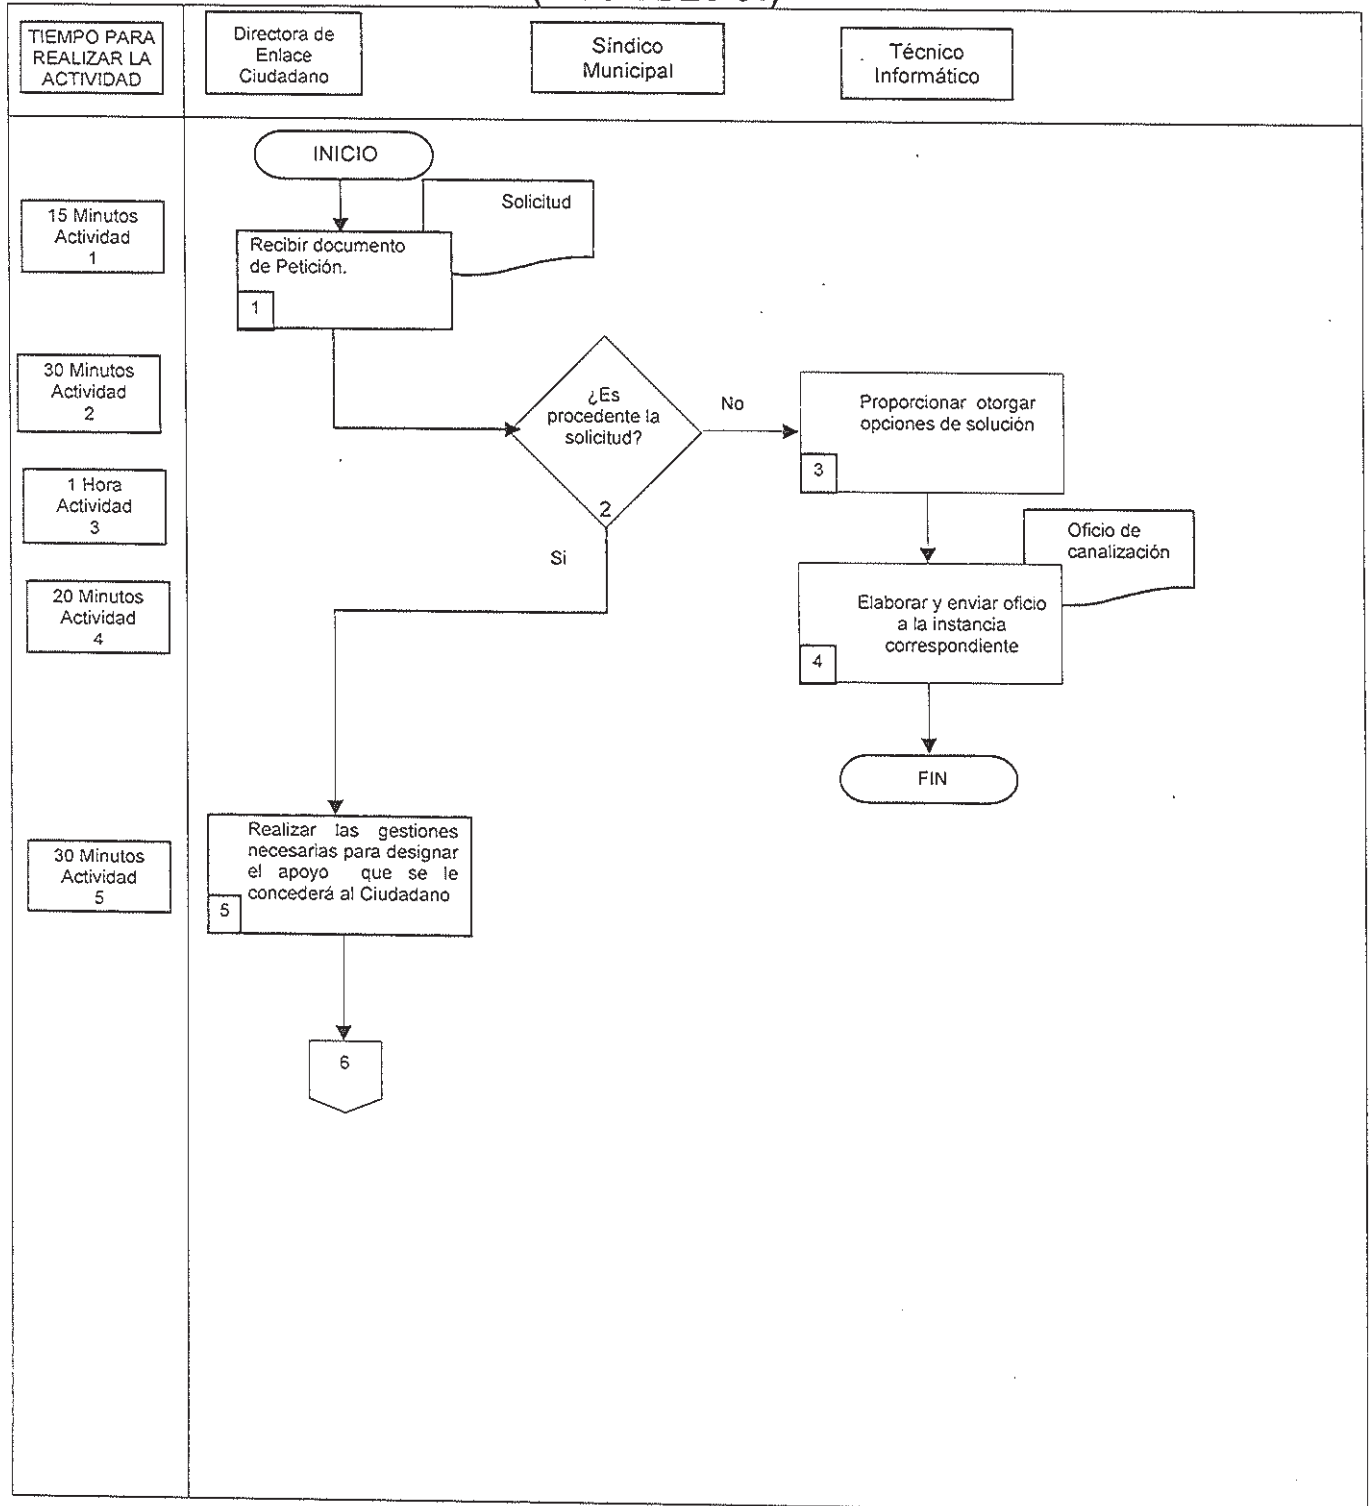 TIEMPO PARA
REALIZAR LA
ACTIVIDAD
Directora de
Enlace
Ciudadano
Síndico
Municipal
Técnico
Informático
INICIO
Solicitud
15 Minutos
Actividad
1
Recibir documento
de Petición.
1
30 Minutos
Actividad
2
¿Es
procedente la
solicitud?
2
No
Proporcionar otorgar
opciones de solución
3
1 Hora
Actividad
3
Si
Oficio de
canalización
20 Minutos
Actividad
4
Elaborar y enviar oficio
a la instancia
correspondiente
4
FIN
30 Minutos
Actividad
5
Realizar las gestiones
necesarias para designar
el apoyo que se le
concederá al Ciudadano
5
6